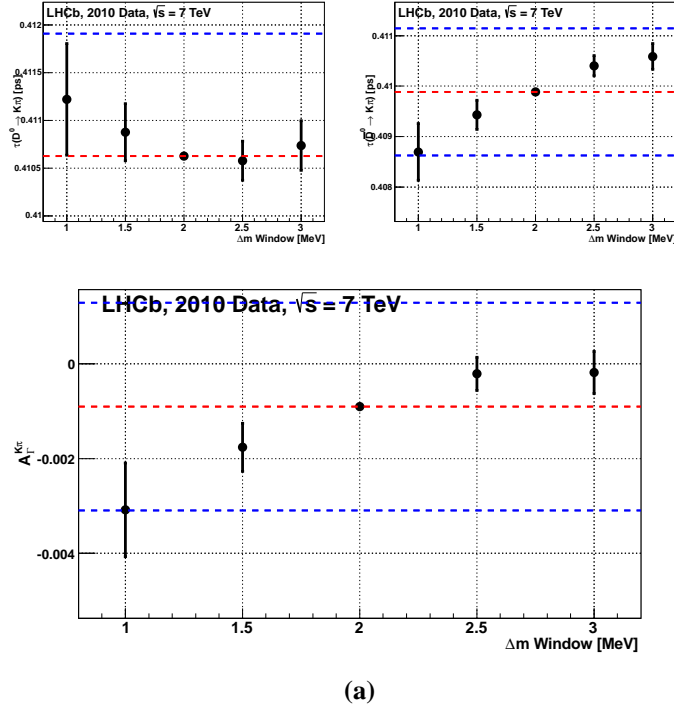 LHCb, 2010 Data, √s = 7 TeV
τ(D⁰ → Kπ) [ps]
0.412
0.4115
0.411
0.4105
0.41
1 1.5 2 2.5 3
Δm Window [MeV]
LHCb, 2010 Data, √s = 7 TeV
τ(D⁰ → Kπ) [ps]
0.411
0.41
0.409
0.408
1 1.5 2 2.5 3
Δm Window [MeV]
LHCb, 2010 Data, √s = 7 TeV
A_Γ^{Kπ}
0
-0.002
-0.004
1 1.5 2 2.5 3
Δm Window [MeV]
(a)